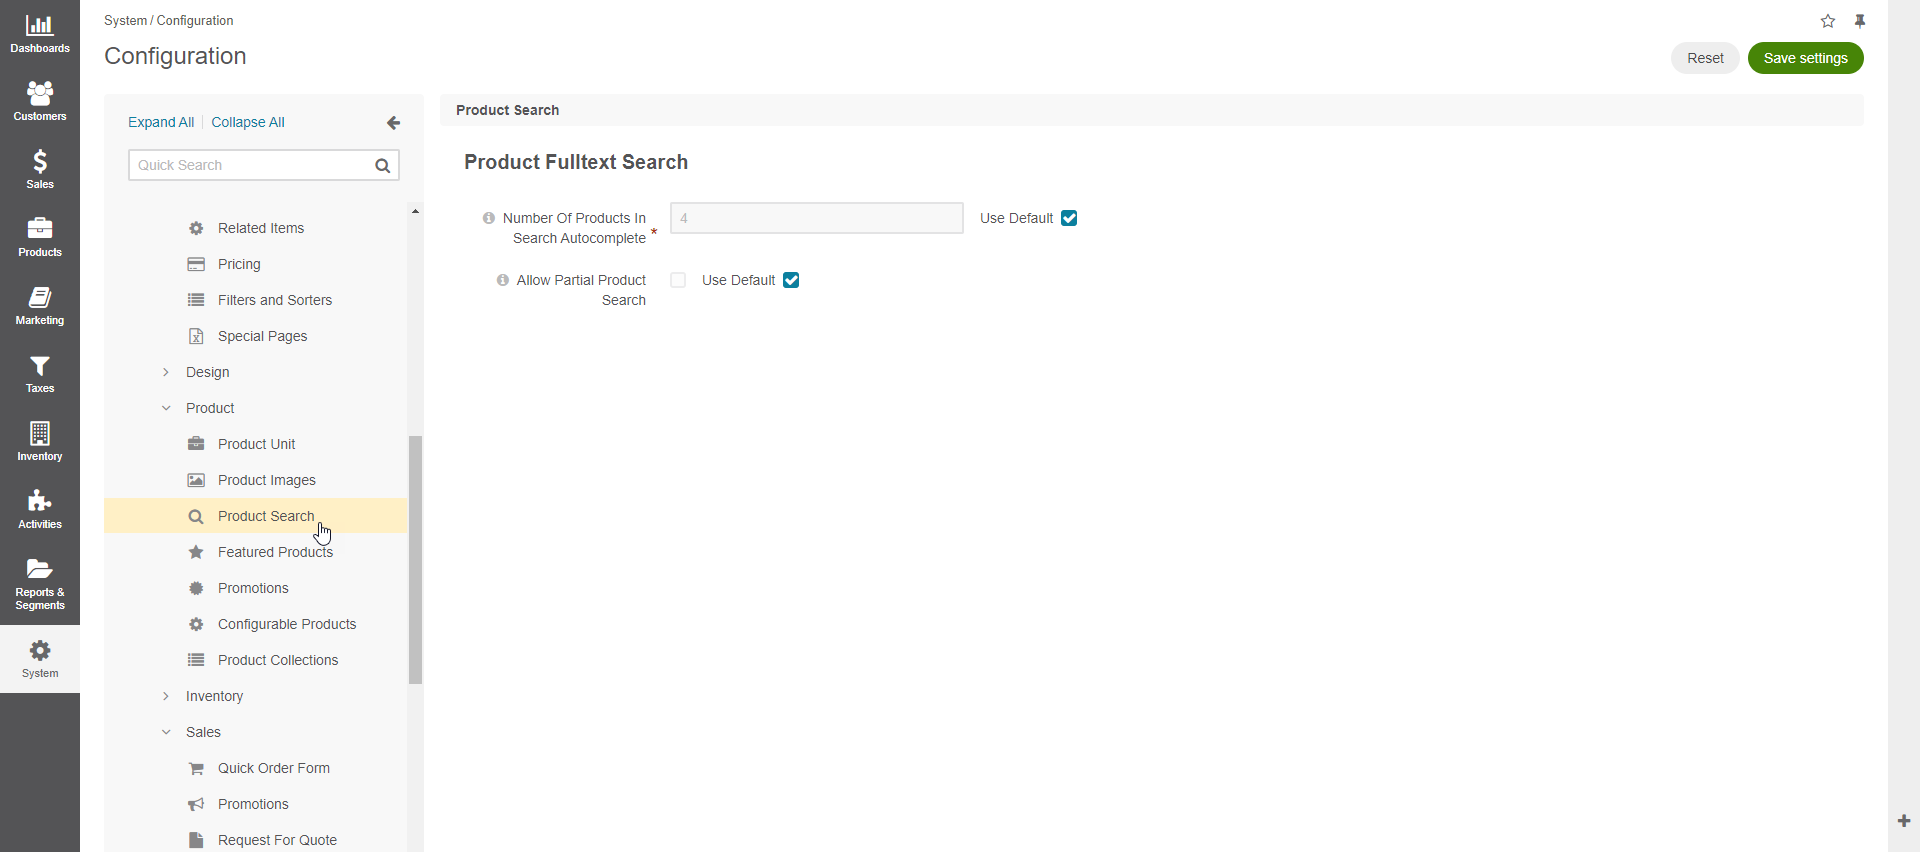 Dashboards
Customers
Sales
Products
Marketing
Taxes
Inventory
Activities
Reports &
Segments
System
System / Configuration
Configuration
Reset
Save settings
Expand All
Collapse All
Quick Search
Related Items
Pricing
Filters and Sorters
Special Pages
Design
Product
Product Unit
Product Images
Product Search
Featured Products
Promotions
Configurable Products
Product Collections
Inventory
Sales
Quick Order Form
Promotions
Request For Quote
Product Search
Product Fulltext Search
Number Of Products In
Search Autocomplete *
4
Use Default
Allow Partial Product
Search
Use Default